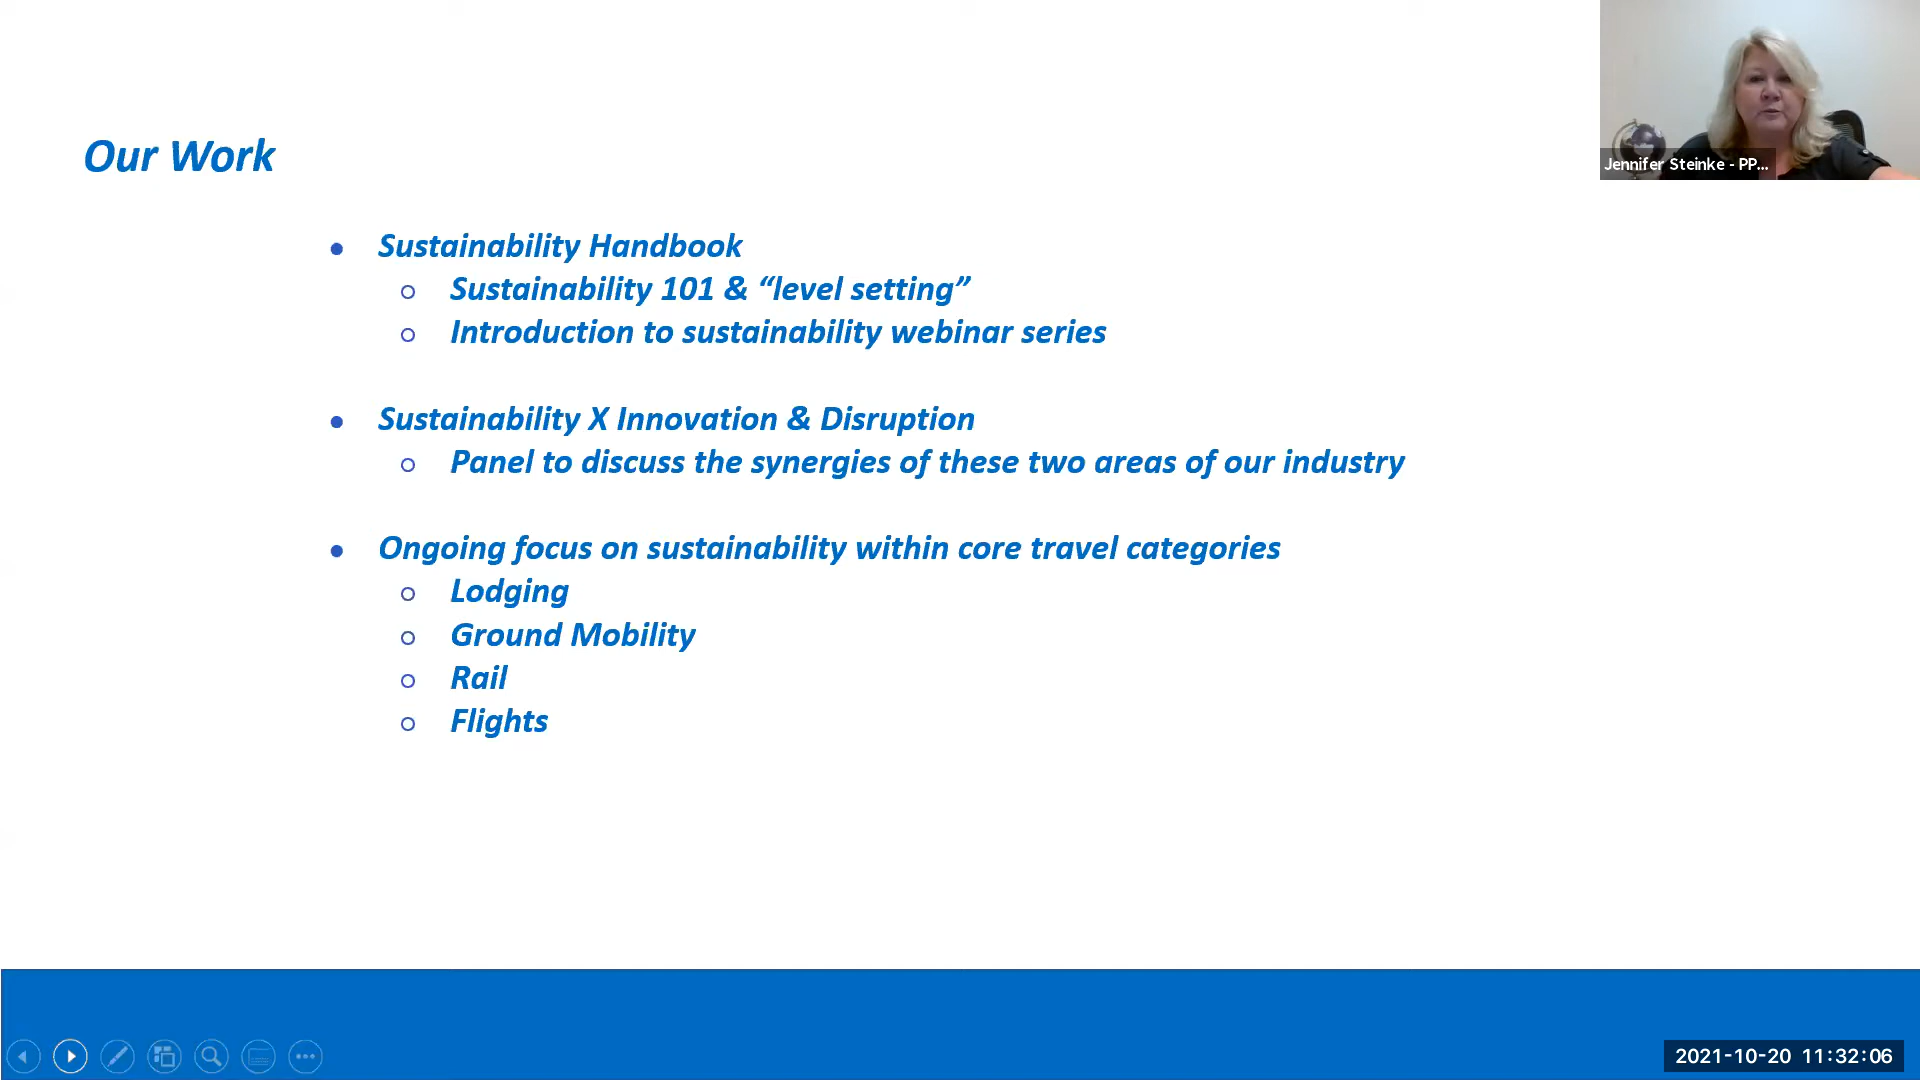 Our Work
Sustainability Handbook
Sustainability 101 & “level setting”
Introduction to sustainability webinar series
Sustainability X Innovation & Disruption
Panel to discuss the synergies of these two areas of our industry
Ongoing focus on sustainability within core travel categories
Lodging
Ground Mobility
Rail
Flights
Jennifer Steinke - PP...
2021-10-20 11:32:06